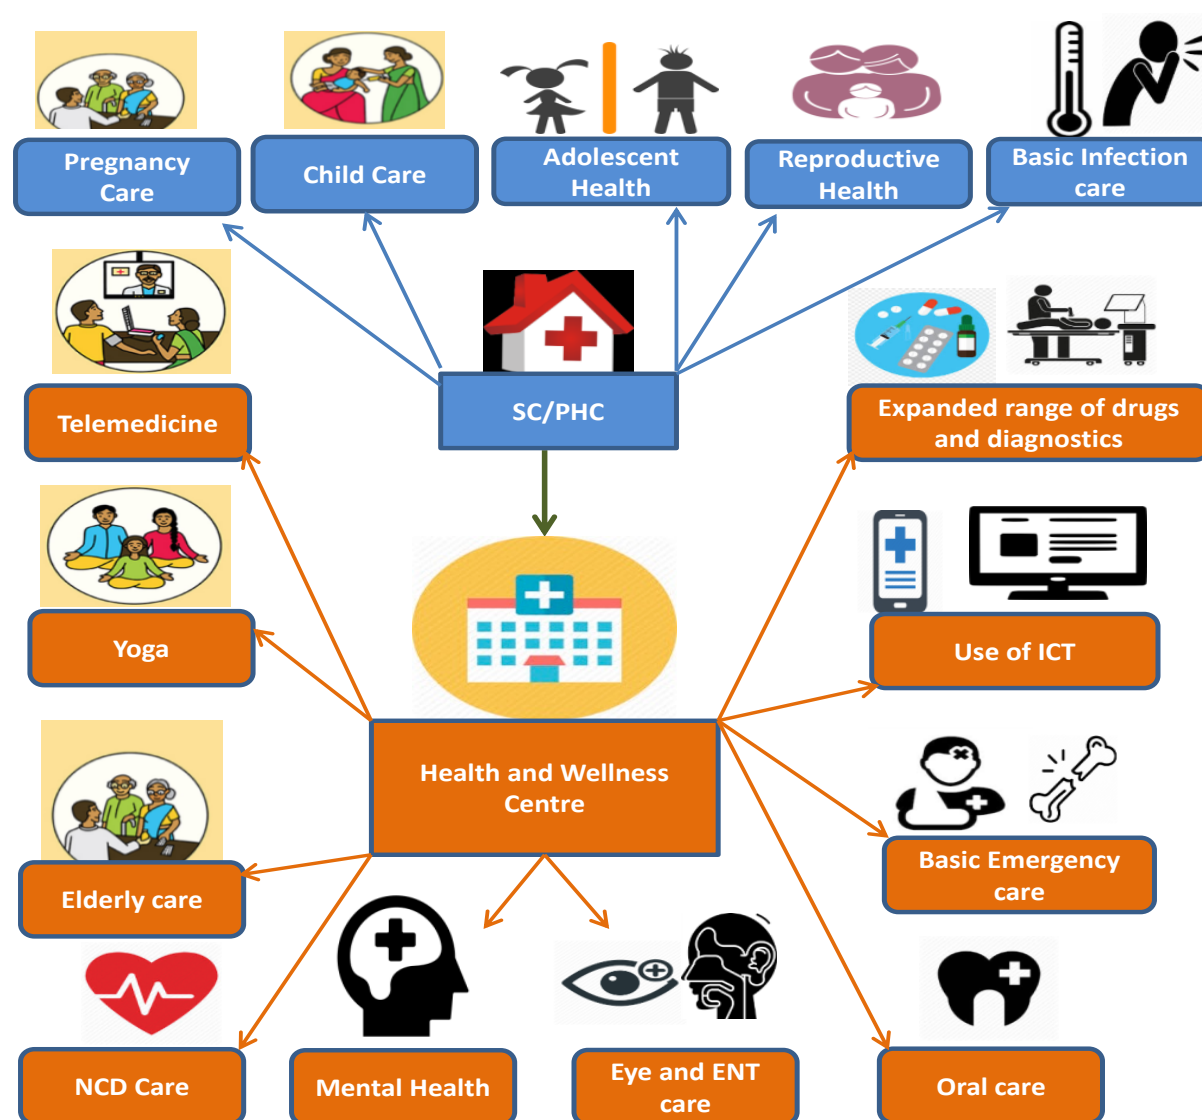 Pregnancy
Care
Child Care
Adolescent
Health
Reproductive
Health
Basic Infection
care
SC/PHC
Telemedicine
Expanded range of drugs
and diagnostics
Yoga
Use of ICT
Health and Wellness
Centre
Elderly care
Basic Emergency
care
NCD Care
Mental Health
Eye and ENT
care
Oral care